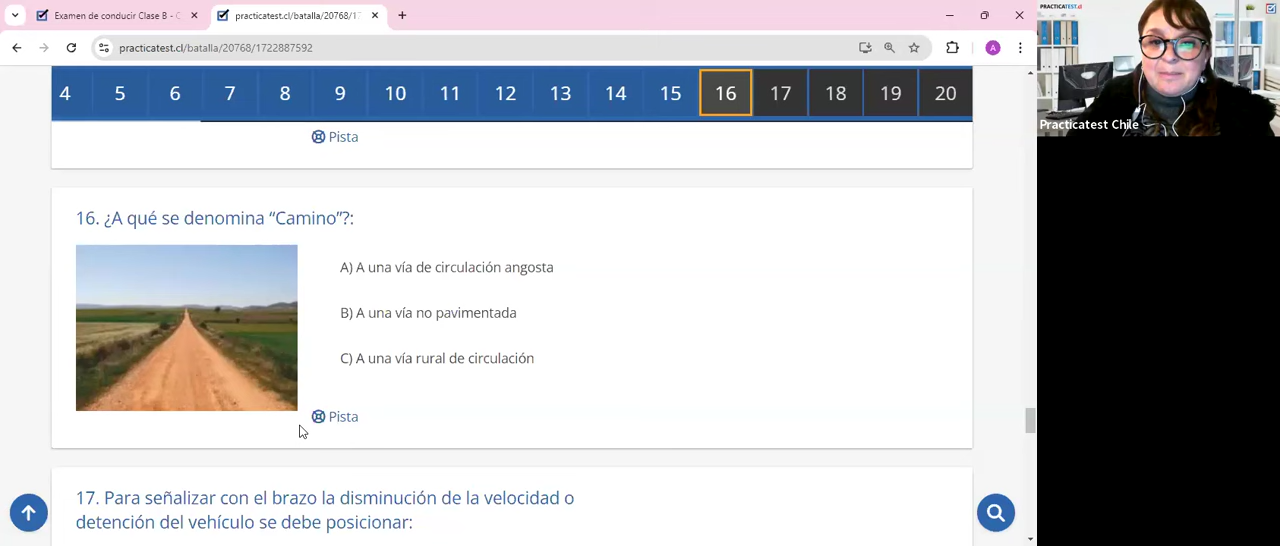 Examen de conducir Clase B - C
practicatest.cl/batalla/20768/17
practicatest.cl/batalla/20768/1722887592
A
PRACTICATEST.CL
Practicatest Chile
4 5 6 7 8 9 10 11 12 13 14 15 16 17 18 19 20
Pista
16. ¿A qué se denomina “Camino”?:
A) A una vía de circulación angosta
B) A una vía no pavimentada
C) A una vía rural de circulación
Pista
17. Para señalizar con el brazo la disminución de la velocidad o
detención del vehículo se debe posicionar: